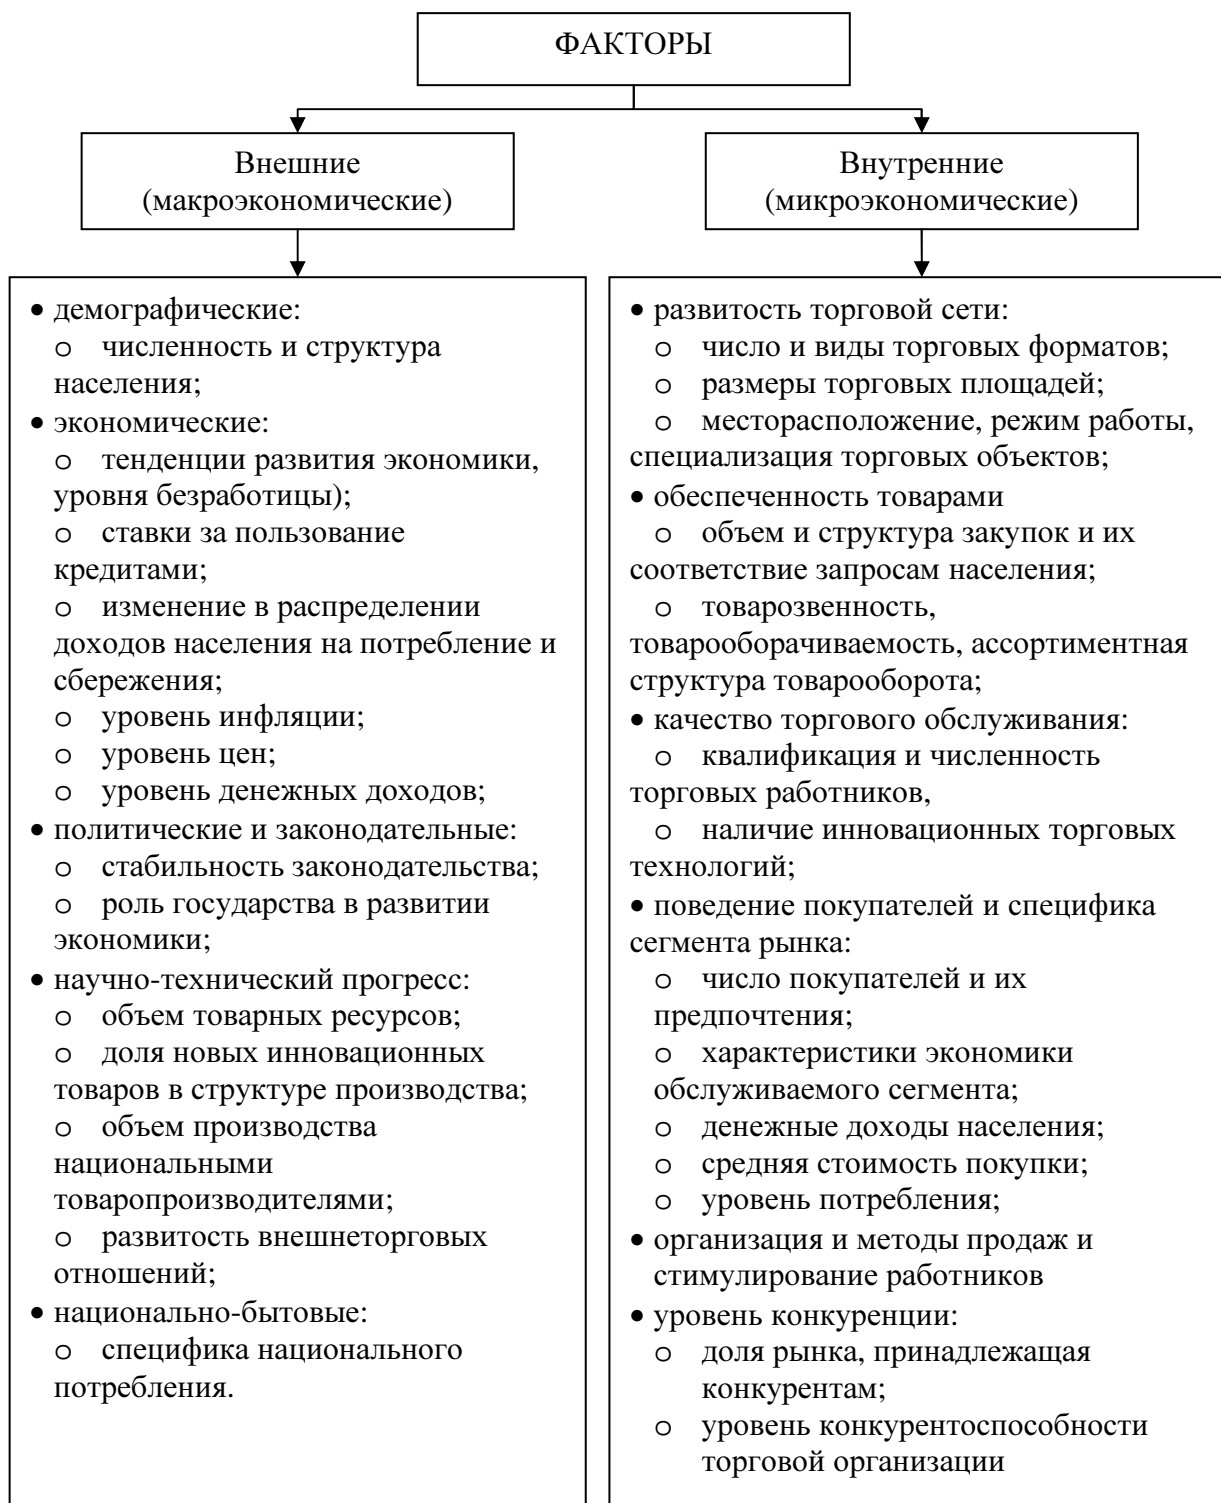 ФАКТОРЫ
Внешние
(макроэкономические)
Внутренние
(микроэкономические)
• демографические:
o численность и структура
населения;
• экономические:
o тенденции развития экономики,
уровня безработицы);
o ставки за пользование
кредитами;
o изменение в распределении
доходов населения на потребление и
сбережения;
o уровень инфляции;
o уровень цен;
o уровень денежных доходов;
• политические и законодательные:
o стабильность законодательства;
o роль государства в развитии
экономики;
• научно-технический прогресс:
o объем товарных ресурсов;
o доля новых инновационных
товаров в структуре производства;
o объем производства
национальными
товаропроизводителями;
o развитость внешнеторговых
отношений;
• национально-бытовые:
o специфика национального
потребления.
• развитость торговой сети:
o число и виды торговых форматов;
o размеры торговых площадей;
o месторасположение, режим работы,
специализация торговых объектов;
• обеспеченность товарами
o объем и структура закупок и их
соответствие запросам населения;
o товарозвенность,
товарооборачиваемость, ассортиментная
структура товарооборота;
• качество торгового обслуживания:
o квалификация и численность
торговых работников,
o наличие инновационных торговых
технологий;
• поведение покупателей и специфика
сегмента рынка:
o число покупателей и их
предпочтения;
o характеристики экономики
обслуживаемого сегмента;
o денежные доходы населения;
o средняя стоимость покупки;
o уровень потребления;
• организация и методы продаж и
стимулирование работников
• уровень конкуренции:
o доля рынка, принадлежащая
конкурентам;
o уровень конкурентоспособности
торговой организации